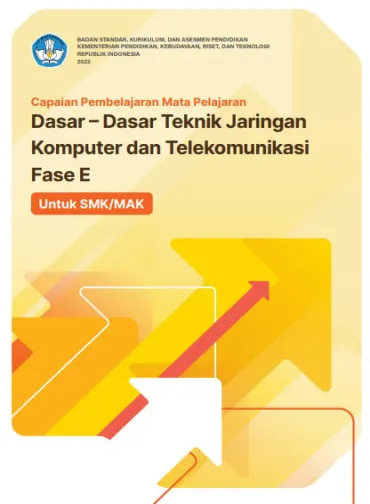 BADAN STANDAR, KURIKULUM, DAN ASESMEN PENDIDIKAN
KEMENTERIAN PENDIDIKAN, KEBUDAYAAN, RISET, DAN TEKNOLOGI
REPUBLIK INDONESIA
2022
Capaian Pembelajaran Mata Pelajaran
Dasar – Dasar Teknik Jaringan
Komputer dan Telekomunikasi
Fase E
Untuk SMK/MAK